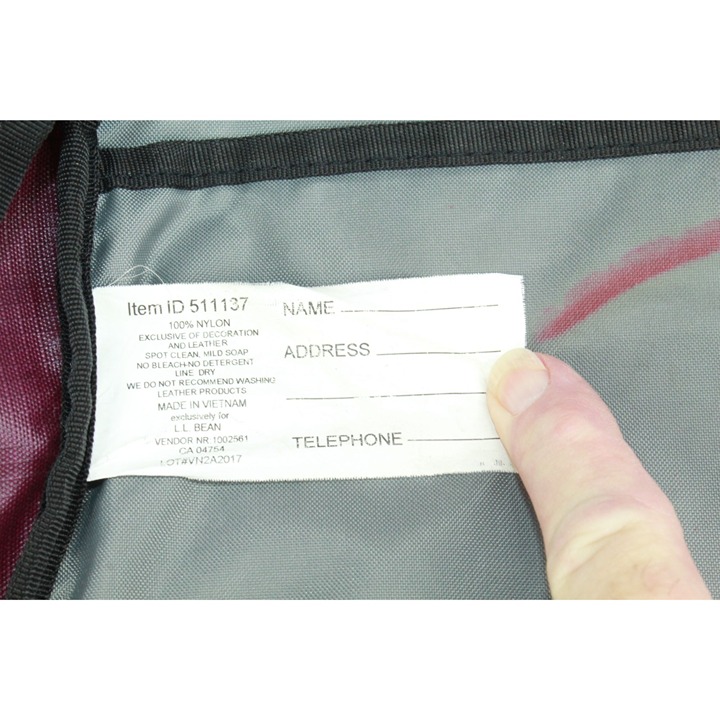 Item ID 511137
100% NYLON
EXCLUSIVE OF DECORATION
AND LEATHER
SPOT CLEAN, MILD SOAP
NO BLEACH-NO DETERGENT
LINE DRY
WE DO NOT RECOMMEND WASHING
LEATHER PRODUCTS
MADE IN VIETNAM
exclusively for
L.L. BEAN
VENDOR NR.1002561
CA 04754
LOT#VN2A2017
NAME
ADDRESS
TELEPHONE